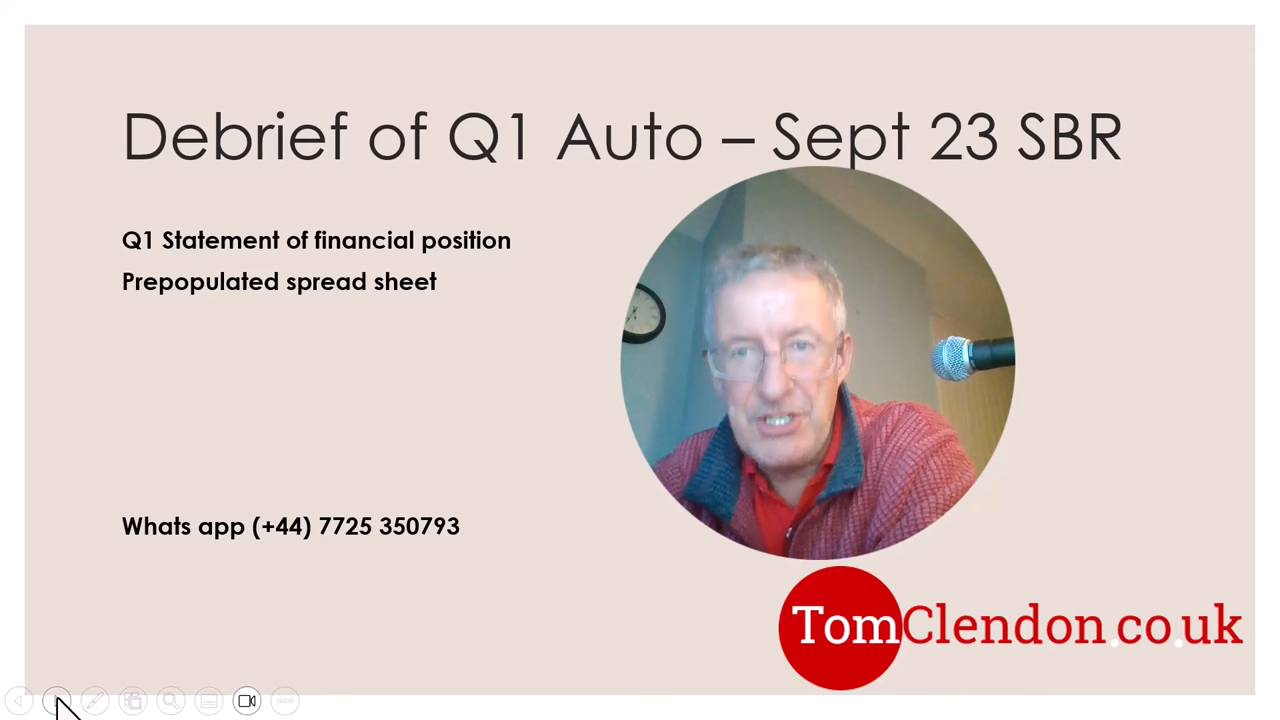 Debrief of Q1 Auto – Sept 23 SBR
Q1 Statement of financial position
Prepopulated spread sheet
Whats app (+44) 7725 350793
TomClendon.co.uk